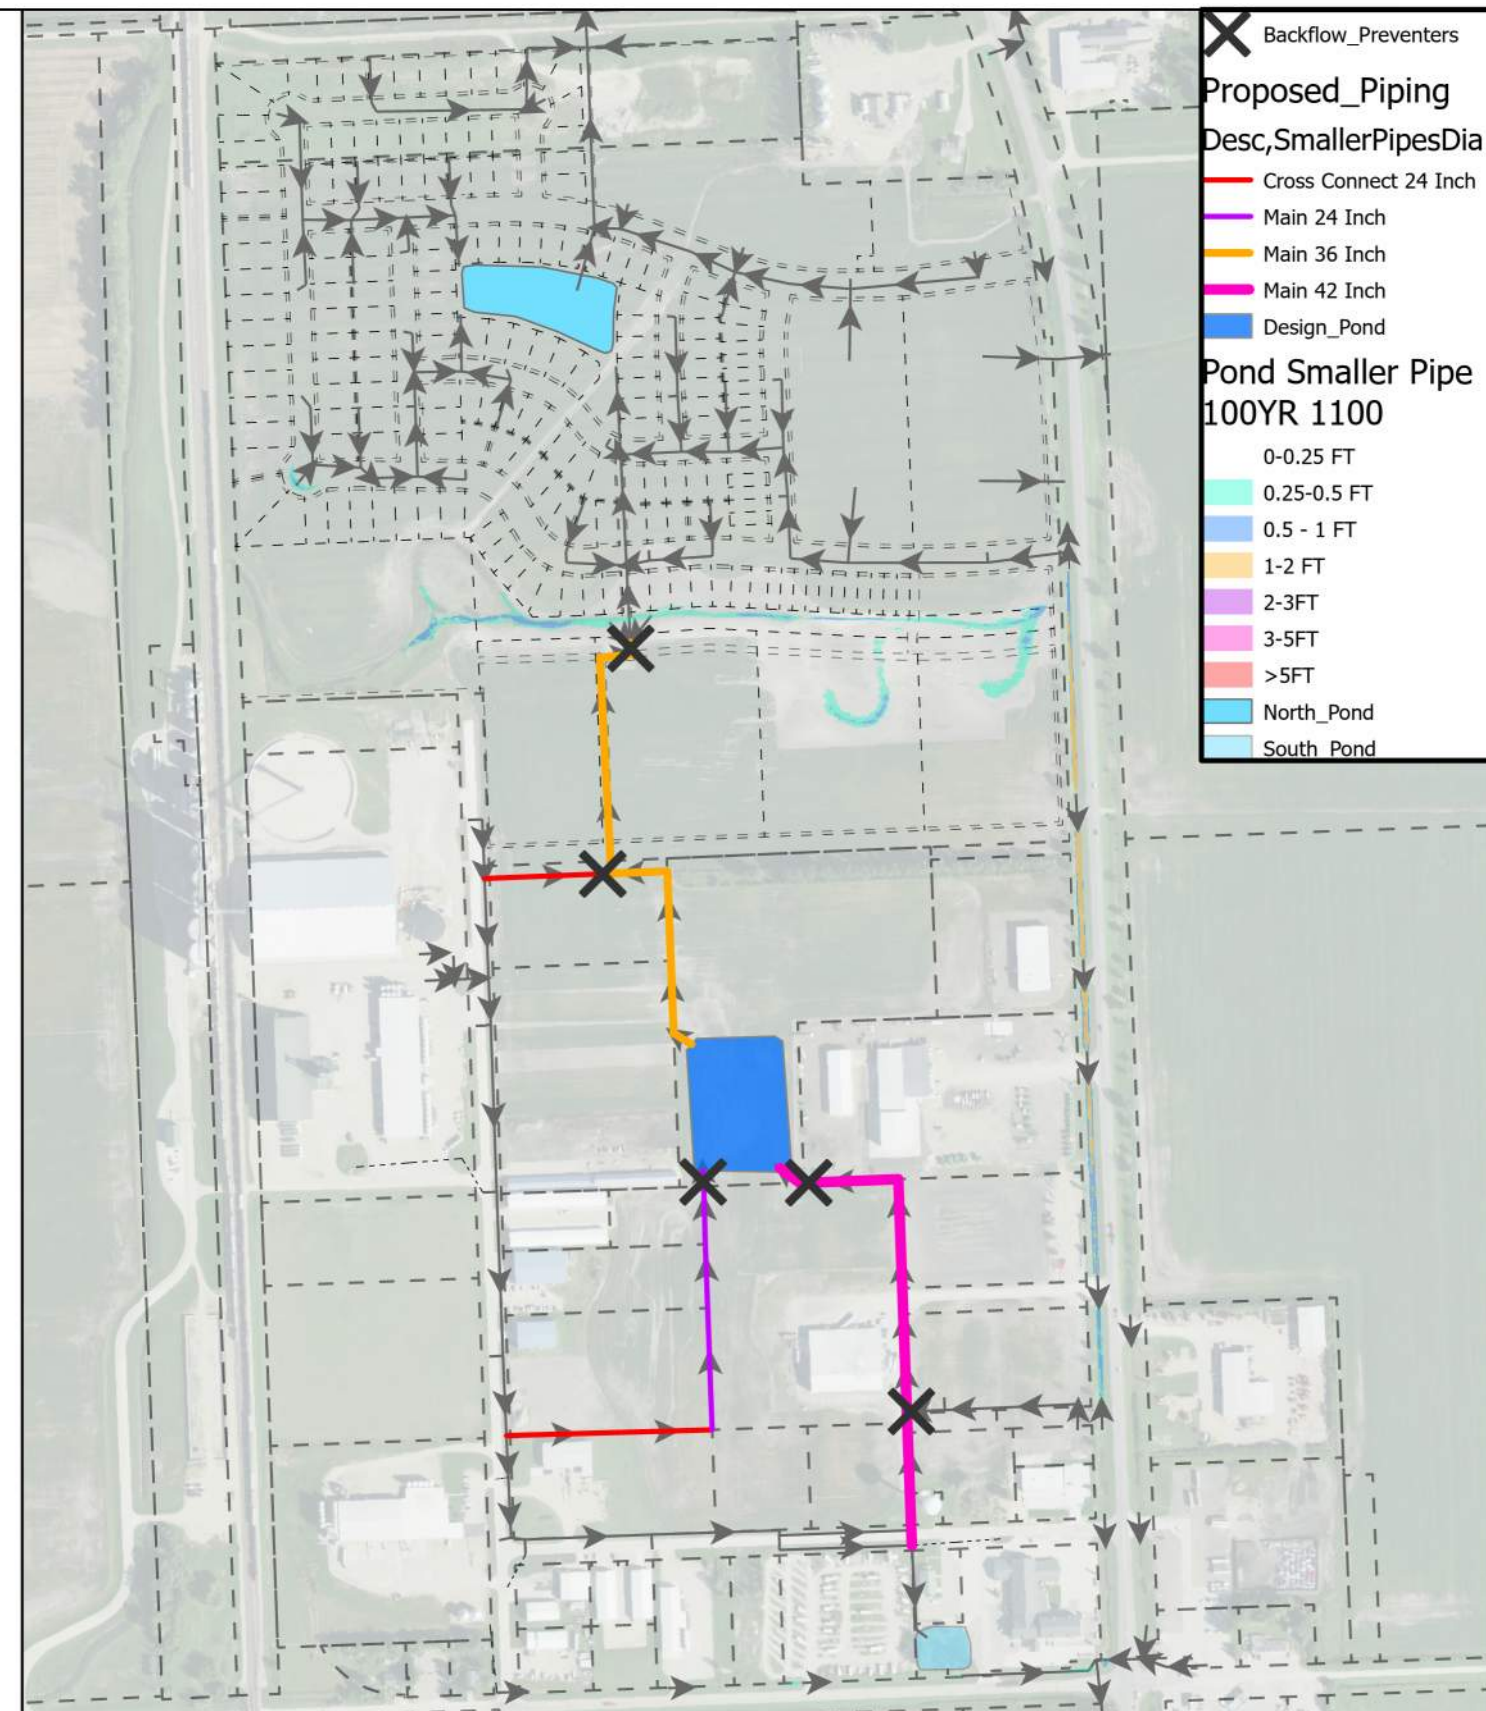 Backflow_Preventers
Proposed_Piping
Desc,SmallerPipesDia
Cross Connect 24 Inch
Main 24 Inch
Main 36 Inch
Main 42 Inch
Design_Pond
Pond Smaller Pipe
100YR 1100
0-0.25 FT
0.25-0.5 FT
0.5 - 1 FT
1-2 FT
2-3FT
3-5FT
>5FT
North_Pond
South_Pond